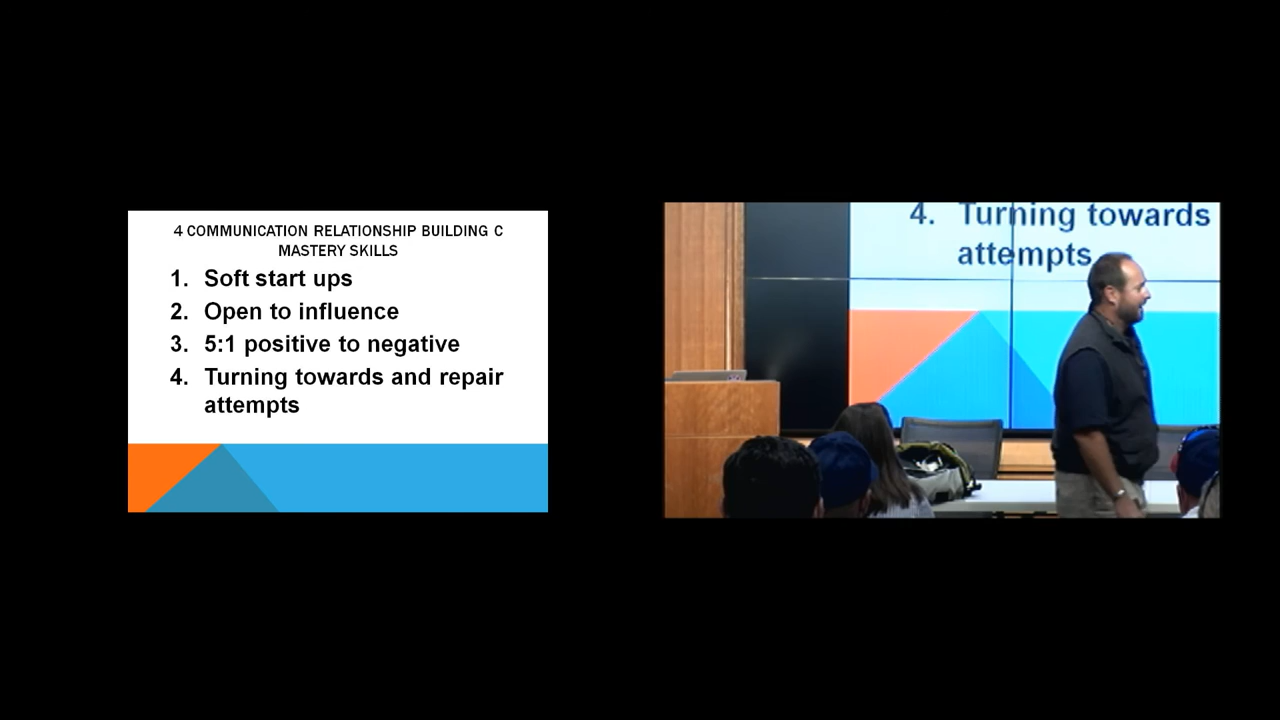 4 COMMUNICATION RELATIONSHIP BUILDING C
MASTERY SKILLS
1. Soft start ups
2. Open to influence
3. 5:1 positive to negative
4. Turning towards and repair
attempts
4. Turning towards
attempts